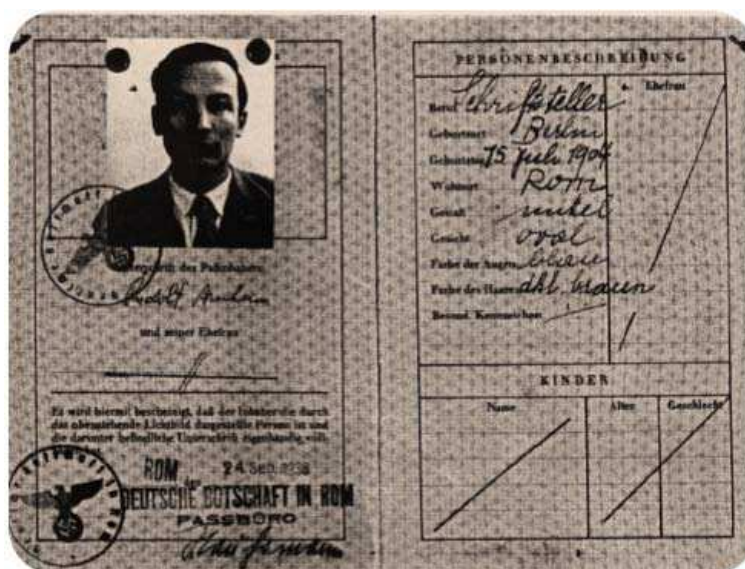 Unterschrift des Paßinhabers
Rudolf Arnheim
und seiner Ehefrau
Es wird hiermit bescheinigt, daß der Inhaber die durch
das obenstehende Lichtbild dargestellte Person ist und
die darunter befindliche Unterschrift eigenhändig voll-
ROM 24 Sep. 1938
DEUTSCHE BOTSCHAFT IN ROM
PASSBÜRO
PERSONENBESCHREIBUNG
Ehefrau
Beruf Schriftsteller
Geburtsort Berlin
Geburtstag 15 Juli 1904
Wohnort Rom
Gestalt mittel
Gesicht oval
Farbe der Augen blau
Farbe des Haares dkl. braun
Besond. Kennzeichen
KINDER
Name Alter Geschlecht